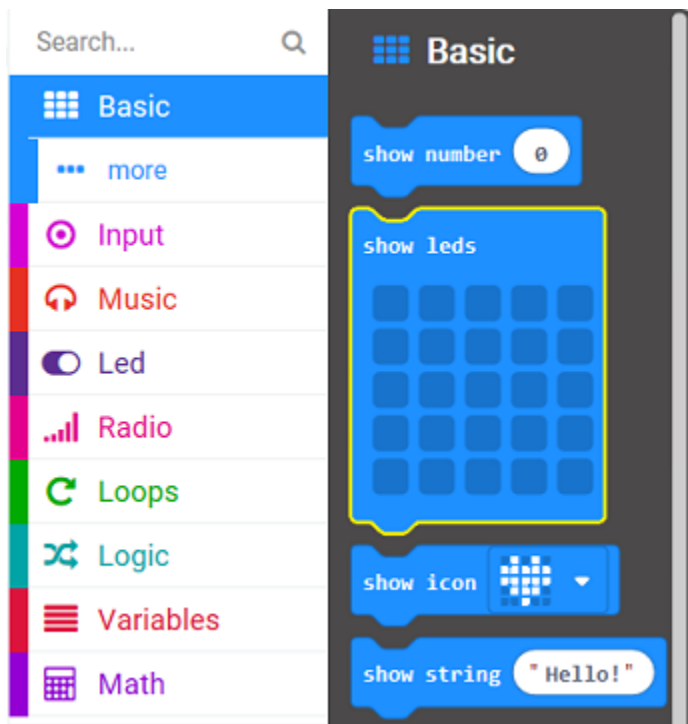 Search...
Basic
more
Input
Music
Led
Radio
Loops
Logic
Variables
Math
Basic
show number 0
show leds
show icon
show string "Hello!"